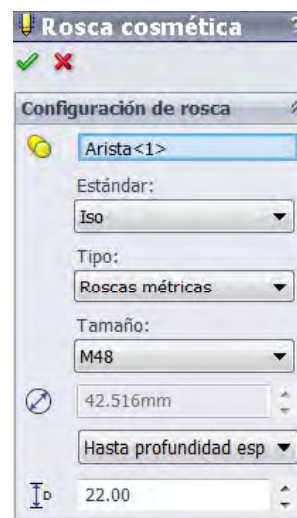 Rosca cosmética
Configuración de rosca
Arista<1>
Estándar:
Iso
Tipo:
Roscas métricas
Tamaño:
M48
42.516mm
Hasta profundidad esp
D
22.00